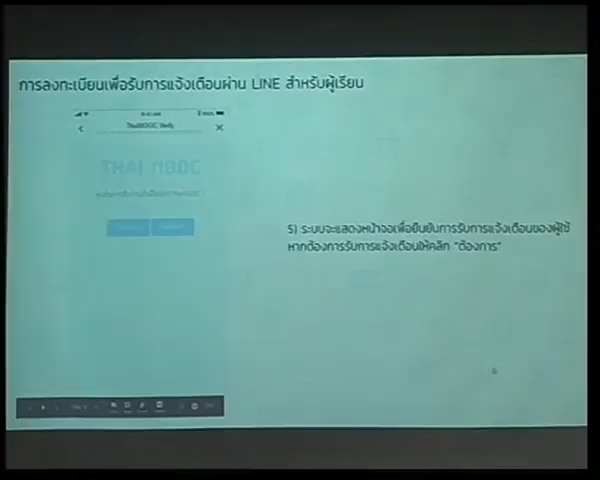 การลงทะเบียนเพื่อรับการแจ้งเตือนผ่าน LINE สำหรับผู้เรียน
ThaiMOOC Verify
THAI MOOC
5) ระบบจะแสดงหน้าจอเพื่อยืนยันการรับการแจ้งเตือนของผู้ใช้
หากต้องการรับการแจ้งเตือนให้คลิก "ต้องการ"